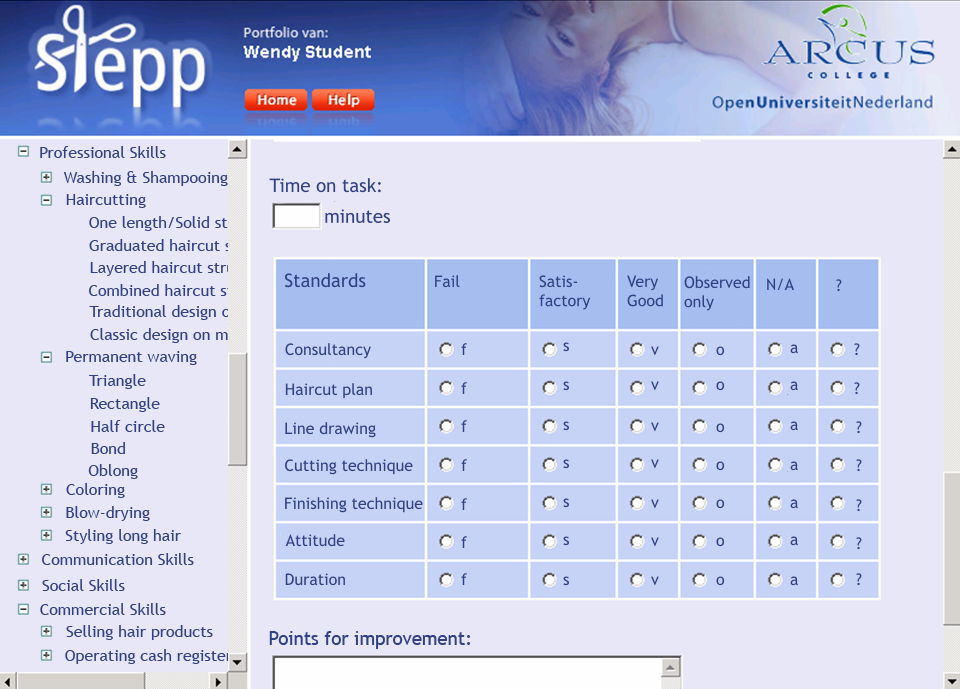 Stepp
Portfolio van:
Wendy Student
Home Help
ARCUS
COLLEGE
OpenUniversiteitNederland
Professional Skills
Washing & Shampooing
Haircutting
One length/Solid st
Graduated haircut s
Layered haircut stru
Combined haircut s
Traditional design o
Classic design on m
Permanent waving
Triangle
Rectangle
Half circle
Bond
Oblong
Coloring
Blow-drying
Styling long hair
Communication Skills
Social Skills
Commercial Skills
Selling hair products
Operating cash register
Time on task:
minutes
Standards Fail Satis-factory Very Good Observed only N/A ?
Consultancy f s v o a ?
Haircut plan f s v o a ?
Line drawing f s v o a ?
Cutting technique f s v o a ?
Finishing technique f s v o a ?
Attitude f s v o a ?
Duration f s v o a ?
Points for improvement: